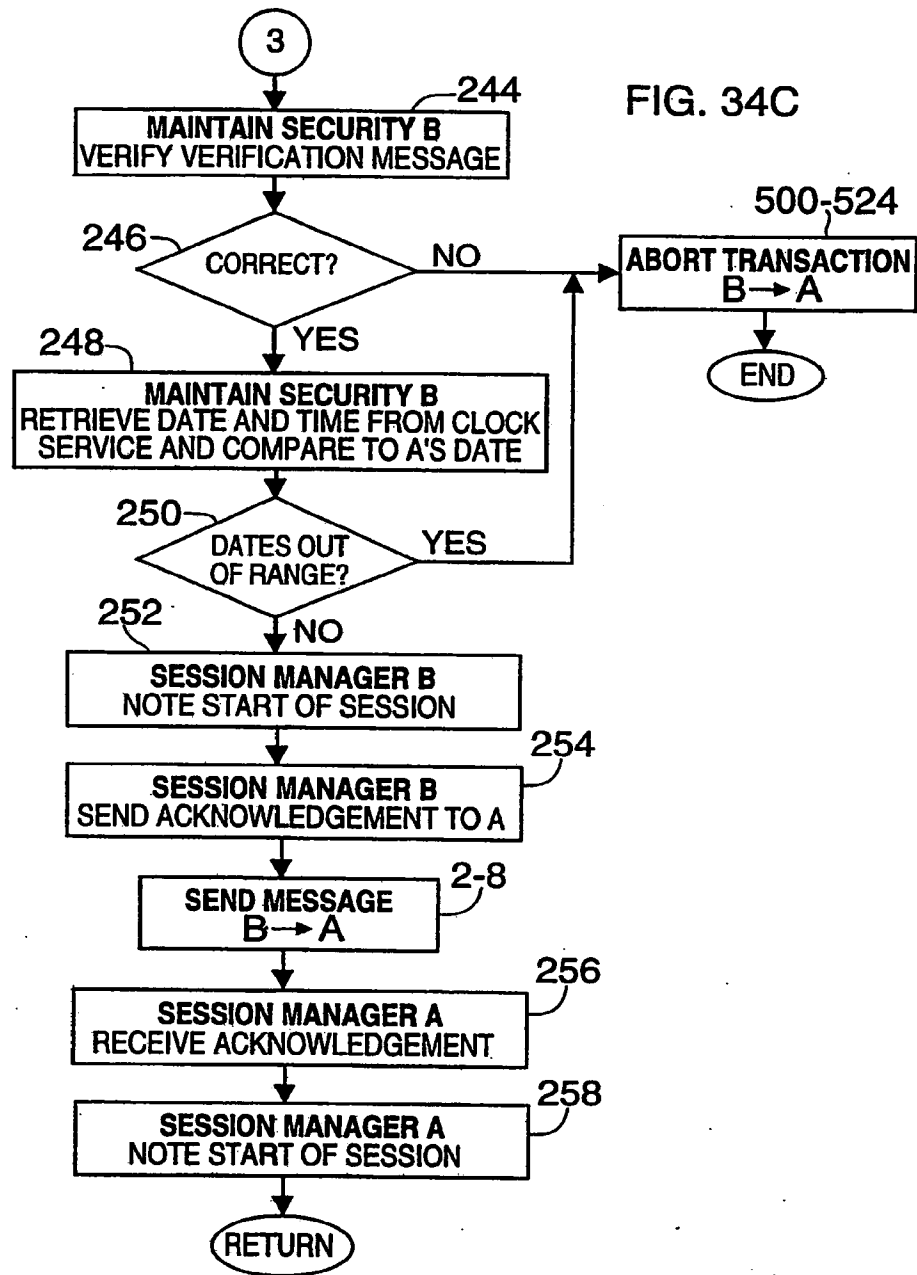 3
244
FIG. 34C
MAINTAIN SECURITY B
VERIFY VERIFICATION MESSAGE
500-524
246
CORRECT?
NO
ABORT TRANSACTION
B → A
YES
END
248
MAINTAIN SECURITY B
RETRIEVE DATE AND TIME FROM CLOCK
SERVICE AND COMPARE TO A'S DATE
250
DATES OUT
OF RANGE?
YES
NO
252
SESSION MANAGER B
NOTE START OF SESSION
254
SESSION MANAGER B
SEND ACKNOWLEDGEMENT TO A
2-8
SEND MESSAGE
B → A
256
SESSION MANAGER A
RECEIVE ACKNOWLEDGEMENT
258
SESSION MANAGER A
NOTE START OF SESSION
RETURN